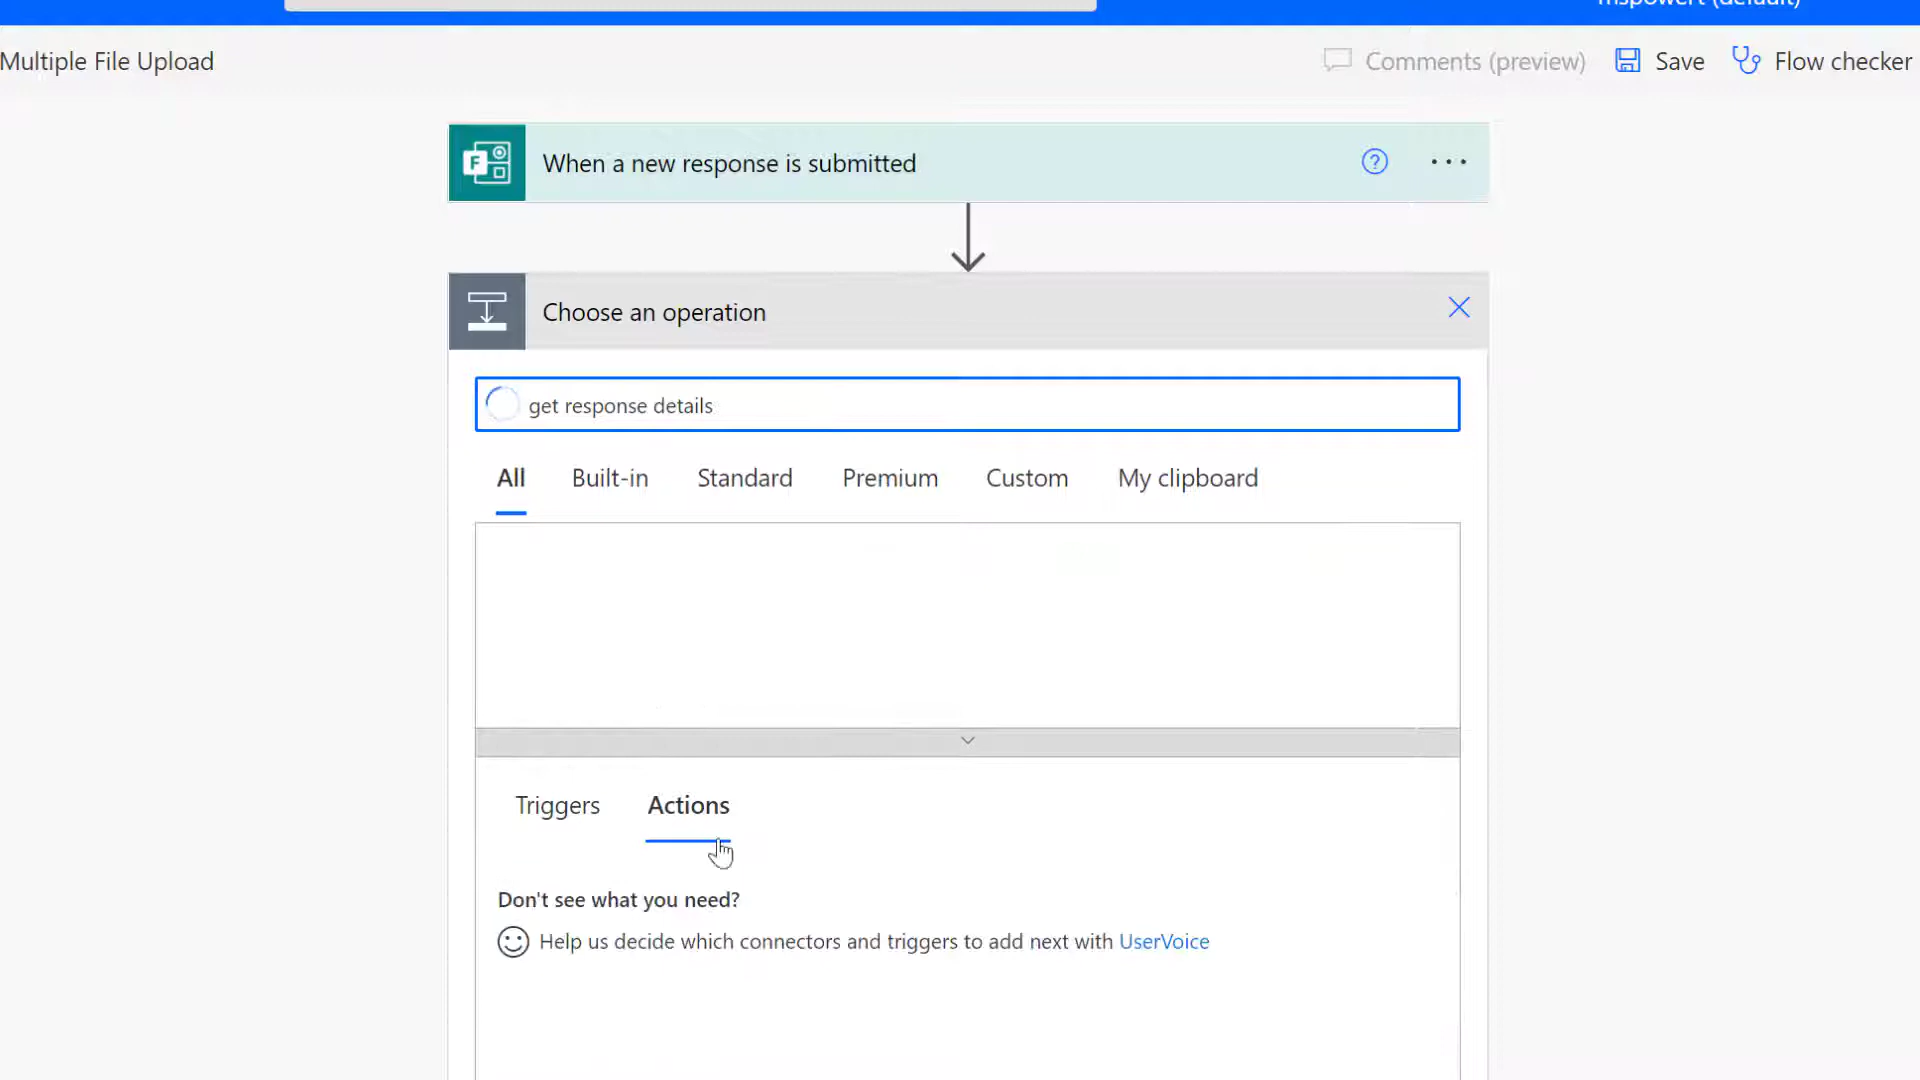 mspowert (default)
Multiple File Upload
Comments (preview)
Save
Flow checker
F
When a new response is submitted
?
Choose an operation
get response details
All
Built-in
Standard
Premium
Custom
My clipboard
Triggers
Actions
Don't see what you need?
Help us decide which connectors and triggers to add next with UserVoice